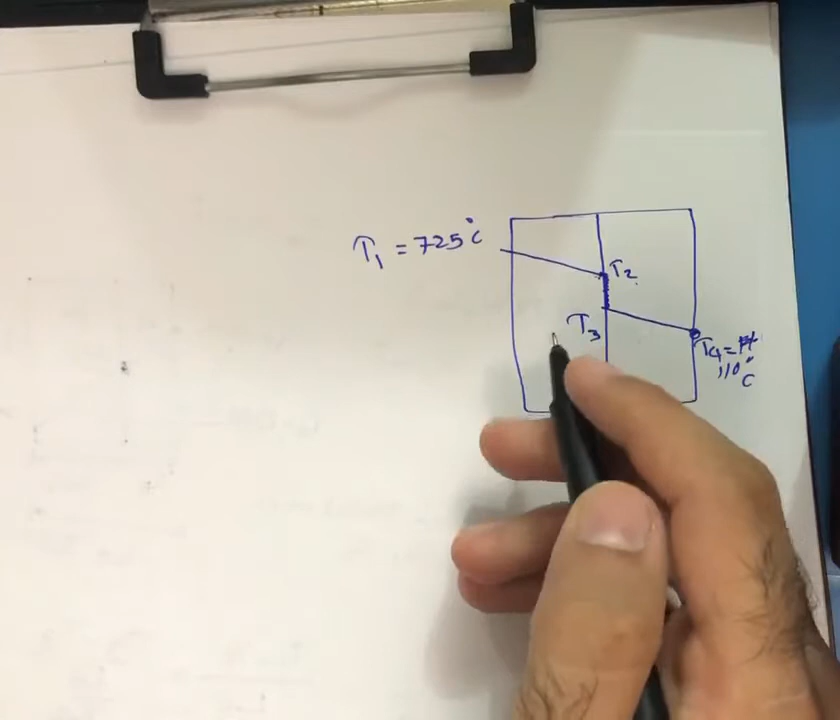 T₁ = 725°C
T₂
T₃
T₄ =
110°
C